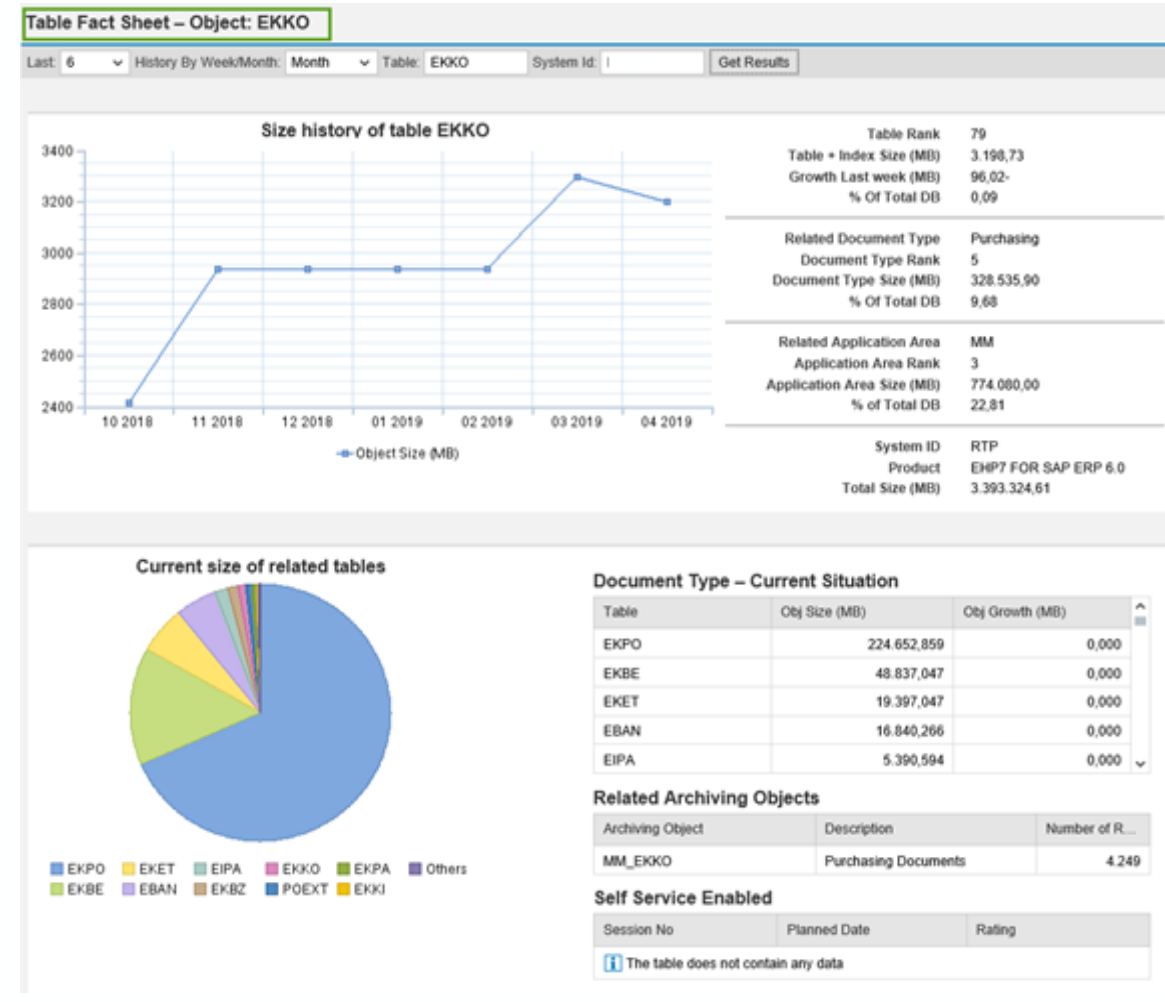 Table Fact Sheet – Object: EKKO
Last: 6 History By Week/Month: Month Table: EKKO System Id: Get Results
Size history of table EKKO
3400
3200
3000
2800
2600
2400
10 2018 11 2018 12 2018 01 2019 02 2019 03 2019 04 2019
Object Size (MB)
Table Rank 79
Table + Index Size (MB) 3.198,73
Growth Last week (MB) 96,02-
% Of Total DB 0,09
Related Document Type Purchasing
Document Type Rank 5
Document Type Size (MB) 328.535,90
% Of Total DB 9,68
Related Application Area MM
Application Area Rank 3
Application Area Size (MB) 774.080,00
% of Total DB 22,81
System ID RTP
Product EHP7 FOR SAP ERP 6.0
Total Size (MB) 3.393.324,61
Current size of related tables
EKPO EKET EIPA EKKO EKPA Others
EKBE EBAN EKBZ POEXT EKKI
Document Type – Current Situation
Table Obj Size (MB) Obj Growth (MB)
EKPO 224.652,859 0,000
EKBE 48.837,047 0,000
EKET 19.397,047 0,000
EBAN 16.840,266 0,000
EIPA 5.390,594 0,000
Related Archiving Objects
Archiving Object Description Number of R...
MM_EKKO Purchasing Documents 4.249
Self Service Enabled
Session No Planned Date Rating
The table does not contain any data